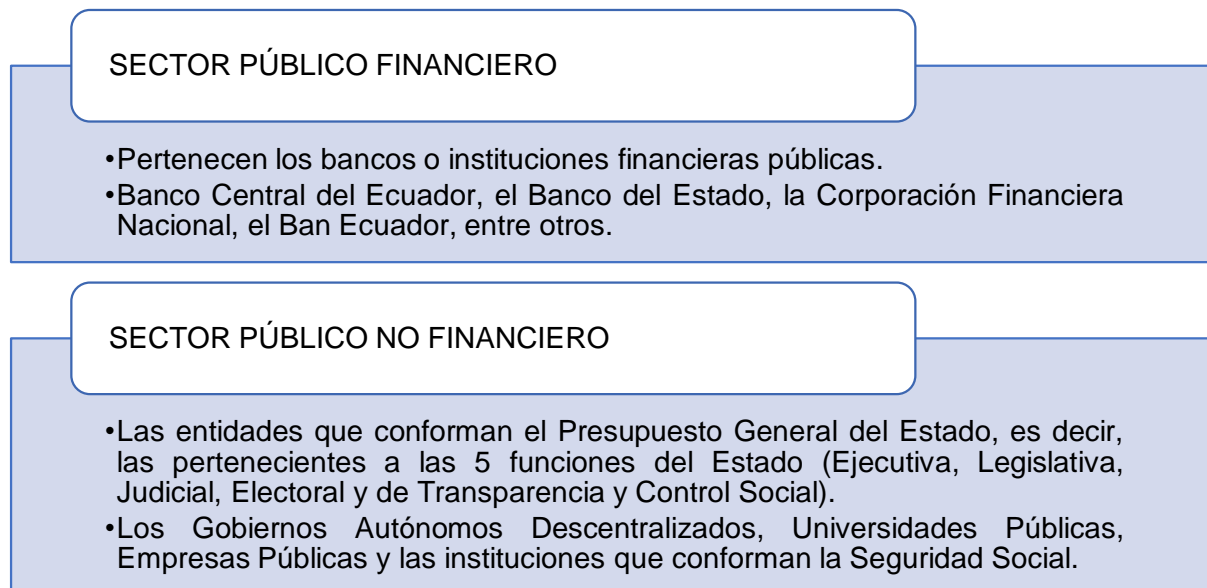 SECTOR PÚBLICO FINANCIERO
•Pertenecen los bancos o instituciones financieras públicas.
•Banco Central del Ecuador, el Banco del Estado, la Corporación Financiera
Nacional, el Ban Ecuador, entre otros.
SECTOR PÚBLICO NO FINANCIERO
•Las entidades que conforman el Presupuesto General del Estado, es decir,
las pertenecientes a las 5 funciones del Estado (Ejecutiva, Legislativa,
Judicial, Electoral y de Transparencia y Control Social).
•Los Gobiernos Autónomos Descentralizados, Universidades Públicas,
Empresas Públicas y las instituciones que conforman la Seguridad Social.